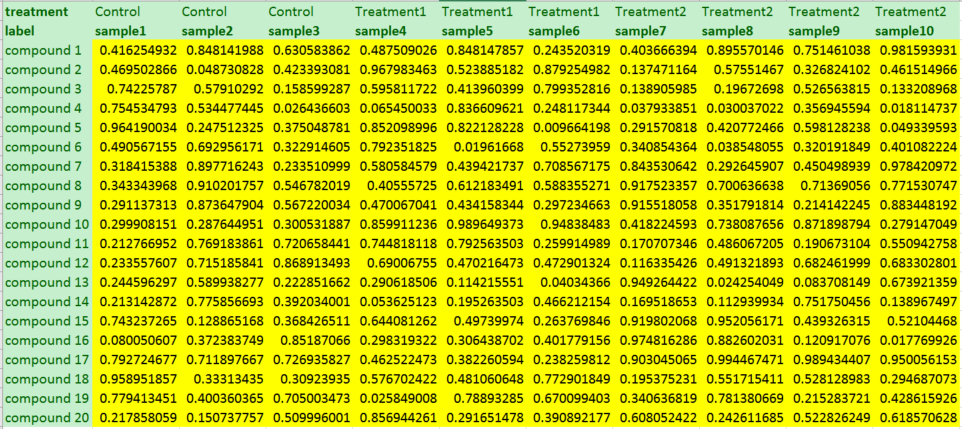 treatment Control Control Control Treatment1 Treatment1 Treatment1 Treatment2 Treatment2 Treatment2 Treatment2
label sample1 sample2 sample3 sample4 sample5 sample6 sample7 sample8 sample9 sample10
compound 1 0.416254932 0.848141988 0.630583862 0.487509026 0.848147857 0.243520319 0.403666394 0.895570146 0.751461038 0.981593931
compound 2 0.469502866 0.048730828 0.423393081 0.967983463 0.523885182 0.879254982 0.137471164 0.57551467 0.326824102 0.461514966
compound 3 0.74225787 0.57910292 0.158599287 0.595811722 0.413960399 0.799352816 0.138905985 0.19672698 0.526563815 0.133208968
compound 4 0.754534793 0.534477445 0.026436603 0.065450033 0.836609621 0.248117344 0.037933851 0.030037022 0.356945594 0.018114737
compound 5 0.964190034 0.247512325 0.375048781 0.852098996 0.822128228 0.009664198 0.291570818 0.420772466 0.598128238 0.049339593
compound 6 0.490567155 0.692956171 0.322914605 0.792351825 0.01961668 0.55273959 0.340854364 0.038548055 0.320191849 0.401082224
compound 7 0.318415388 0.897716243 0.233510999 0.580584579 0.439421737 0.708567175 0.843530642 0.292645907 0.450498939 0.978420972
compound 8 0.343343968 0.910201757 0.546782019 0.40555725 0.612183491 0.588355271 0.917523357 0.700636638 0.71369056 0.771530747
compound 9 0.291137313 0.873647904 0.567220034 0.470067041 0.434158344 0.297234663 0.915518058 0.351791814 0.214142245 0.883448192
compound 10 0.299908151 0.287644951 0.300531887 0.859911236 0.989649373 0.94838483 0.418224593 0.738087656 0.871898794 0.279147049
compound 11 0.212766952 0.769183861 0.720658441 0.744818118 0.792563503 0.259914989 0.170707346 0.486067205 0.190673104 0.550942758
compound 12 0.233557607 0.715185841 0.868913493 0.69006755 0.470216473 0.472901324 0.116335426 0.491321893 0.682461999 0.683302801
compound 13 0.244596297 0.589938277 0.222851662 0.290618506 0.114215551 0.04034366 0.949264422 0.024254049 0.083708149 0.673921359
compound 14 0.213142872 0.775856693 0.392034001 0.053625123 0.195263503 0.466212154 0.169518653 0.112939934 0.751750456 0.138967497
compound 15 0.743237265 0.128865168 0.368426511 0.644081262 0.49739974 0.263769846 0.919802068 0.952056171 0.439326315 0.52104468
compound 16 0.080050607 0.372383749 0.85187066 0.298319322 0.306438702 0.401779156 0.974816286 0.882602031 0.120917076 0.017769926
compound 17 0.792724677 0.711897667 0.726935827 0.462522473 0.382260594 0.238259812 0.903045065 0.994467471 0.989434407 0.950056153
compound 18 0.958951857 0.33313435 0.30923935 0.576702422 0.481060648 0.772901849 0.195375231 0.551715411 0.528128983 0.294687073
compound 19 0.779413451 0.400360365 0.705003473 0.025849008 0.78893285 0.670099403 0.340636819 0.781380669 0.215283721 0.428615926
compound 20 0.217858059 0.150737757 0.509996001 0.856944261 0.291651478 0.390892177 0.608052422 0.242611685 0.522826249 0.618570628